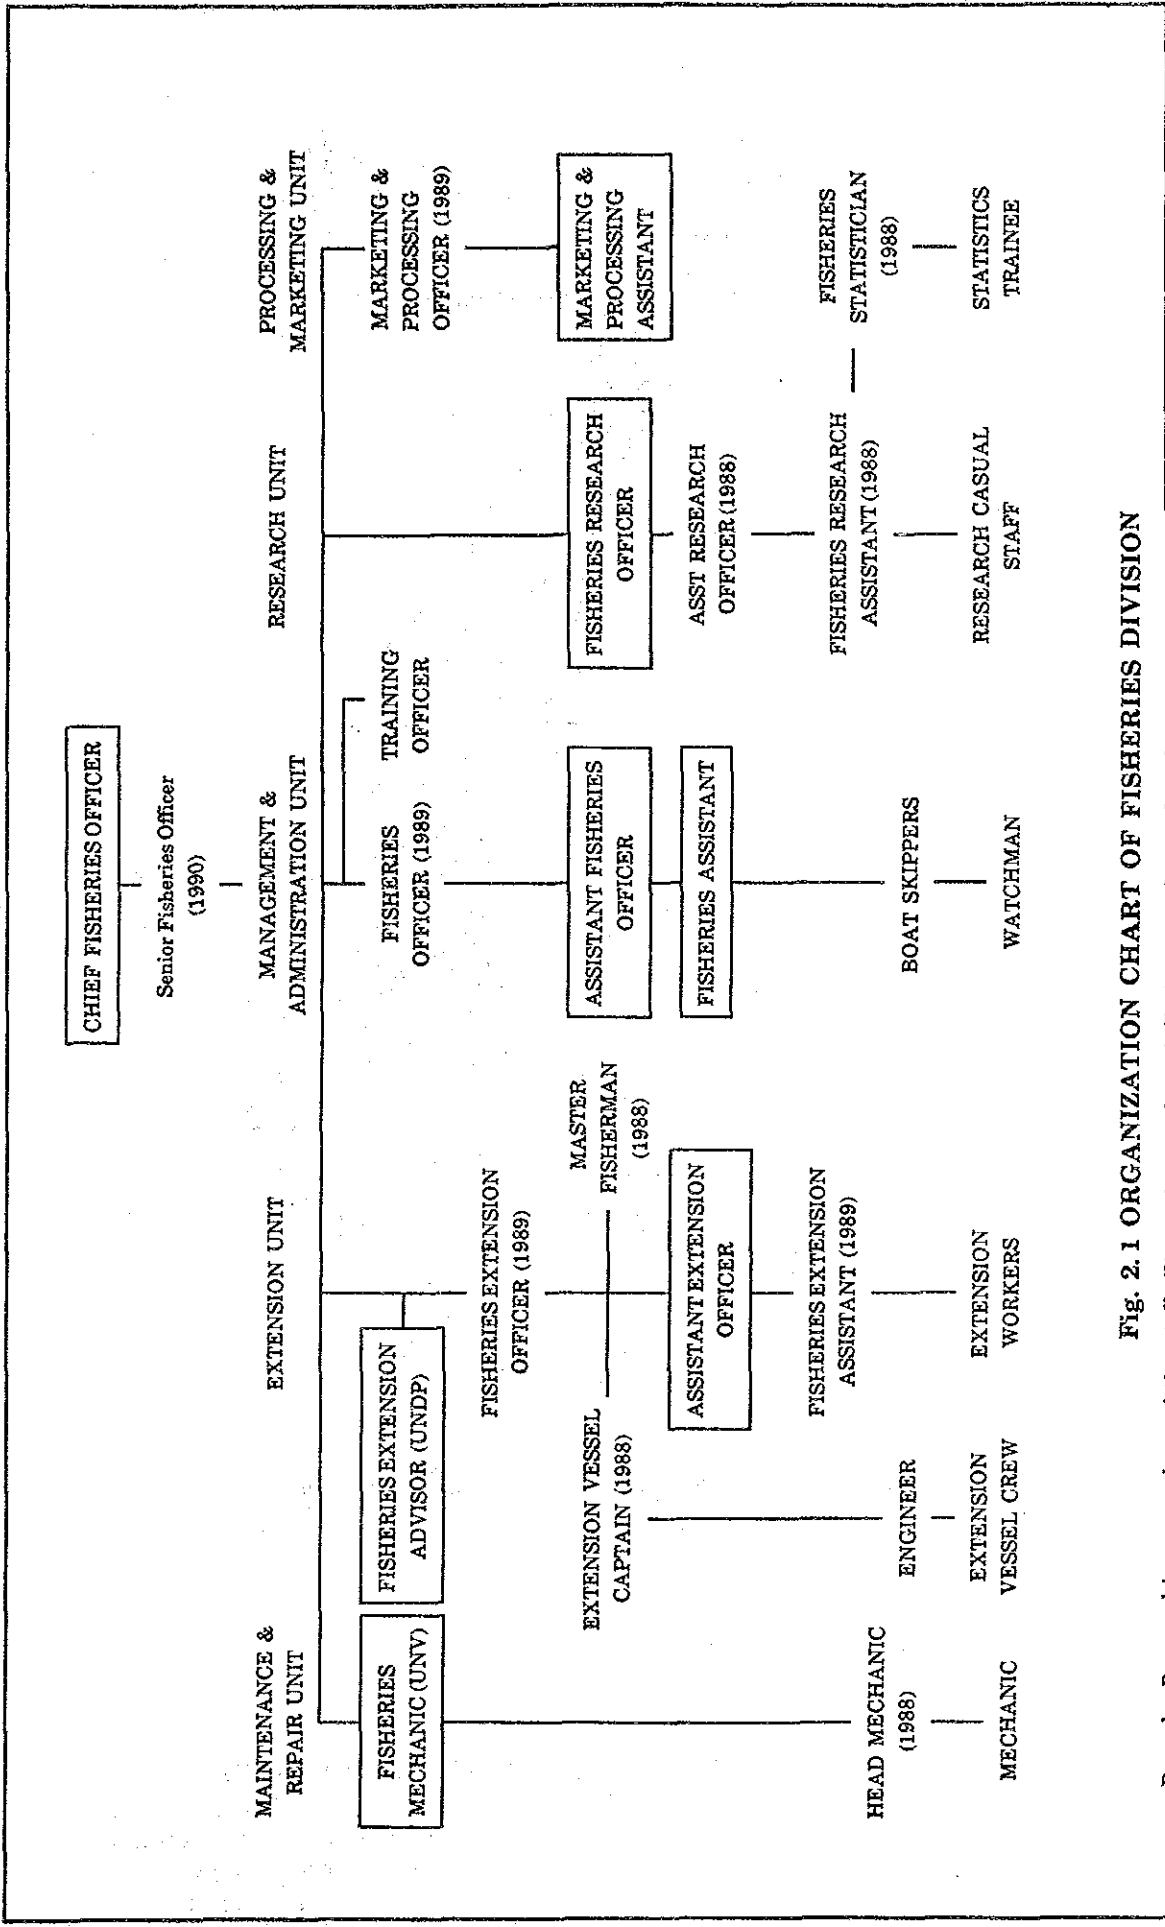 CHIEF FISHERIES OFFICER
Senior Fisheries Officer
(1990)
MAINTENANCE &
REPAIR UNIT
EXTENSION UNIT
MANAGEMENT &
ADMINISTRATION UNIT
RESEARCH UNIT
PROCESSING &
MARKETING UNIT
FISHERIES
MECHANIC (UNV)
FISHERIES EXTENSION
ADVISOR (UNDP)
FISHERIES
OFFICER (1989)
TRAINING
OFFICER
MARKETING &
PROCESSING
OFFICER (1989)
FISHERIES EXTENSION
OFFICER (1989)
EXTENSION VESSEL
CAPTAIN (1988)
MASTER
FISHERMAN
(1988)
ASSISTANT FISHERIES
OFFICER
FISHERIES RESEARCH
OFFICER
MARKETING &
PROCESSING
ASSISTANT
ASSISTANT EXTENSION
OFFICER
FISHERIES ASSISTANT
ASST RESEARCH
OFFICER (1988)
FISHERIES EXTENSION
ASSISTANT (1989)
FISHERIES RESEARCH
ASSISTANT (1988)
FISHERIES
STATISTICIAN
(1988)
HEAD MECHANIC
(1988)
ENGINEER
BOAT SKIPPERS
MECHANIC
EXTENSION
VESSEL CREW
EXTENSION
WORKERS
WATCHMAN
RESEARCH CASUAL
STAFF
STATISTICS
TRAINEE
Fig. 2.1 ORGANIZATION CHART OF FISHERIES DIVISION